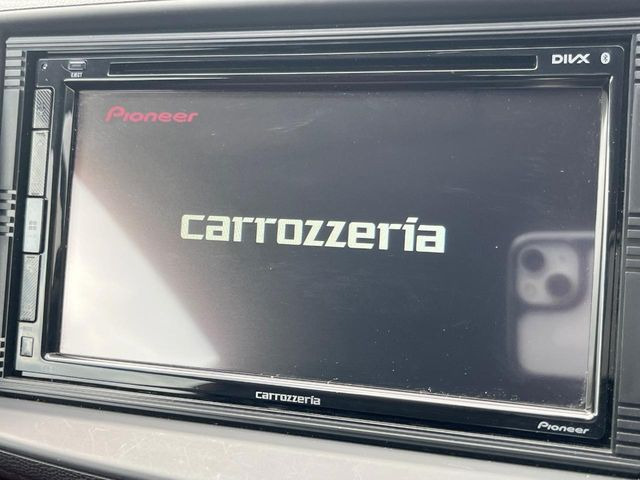 EJECT
DIVX
Pioneer
carrozzeria
carrozzeria
Pioneer